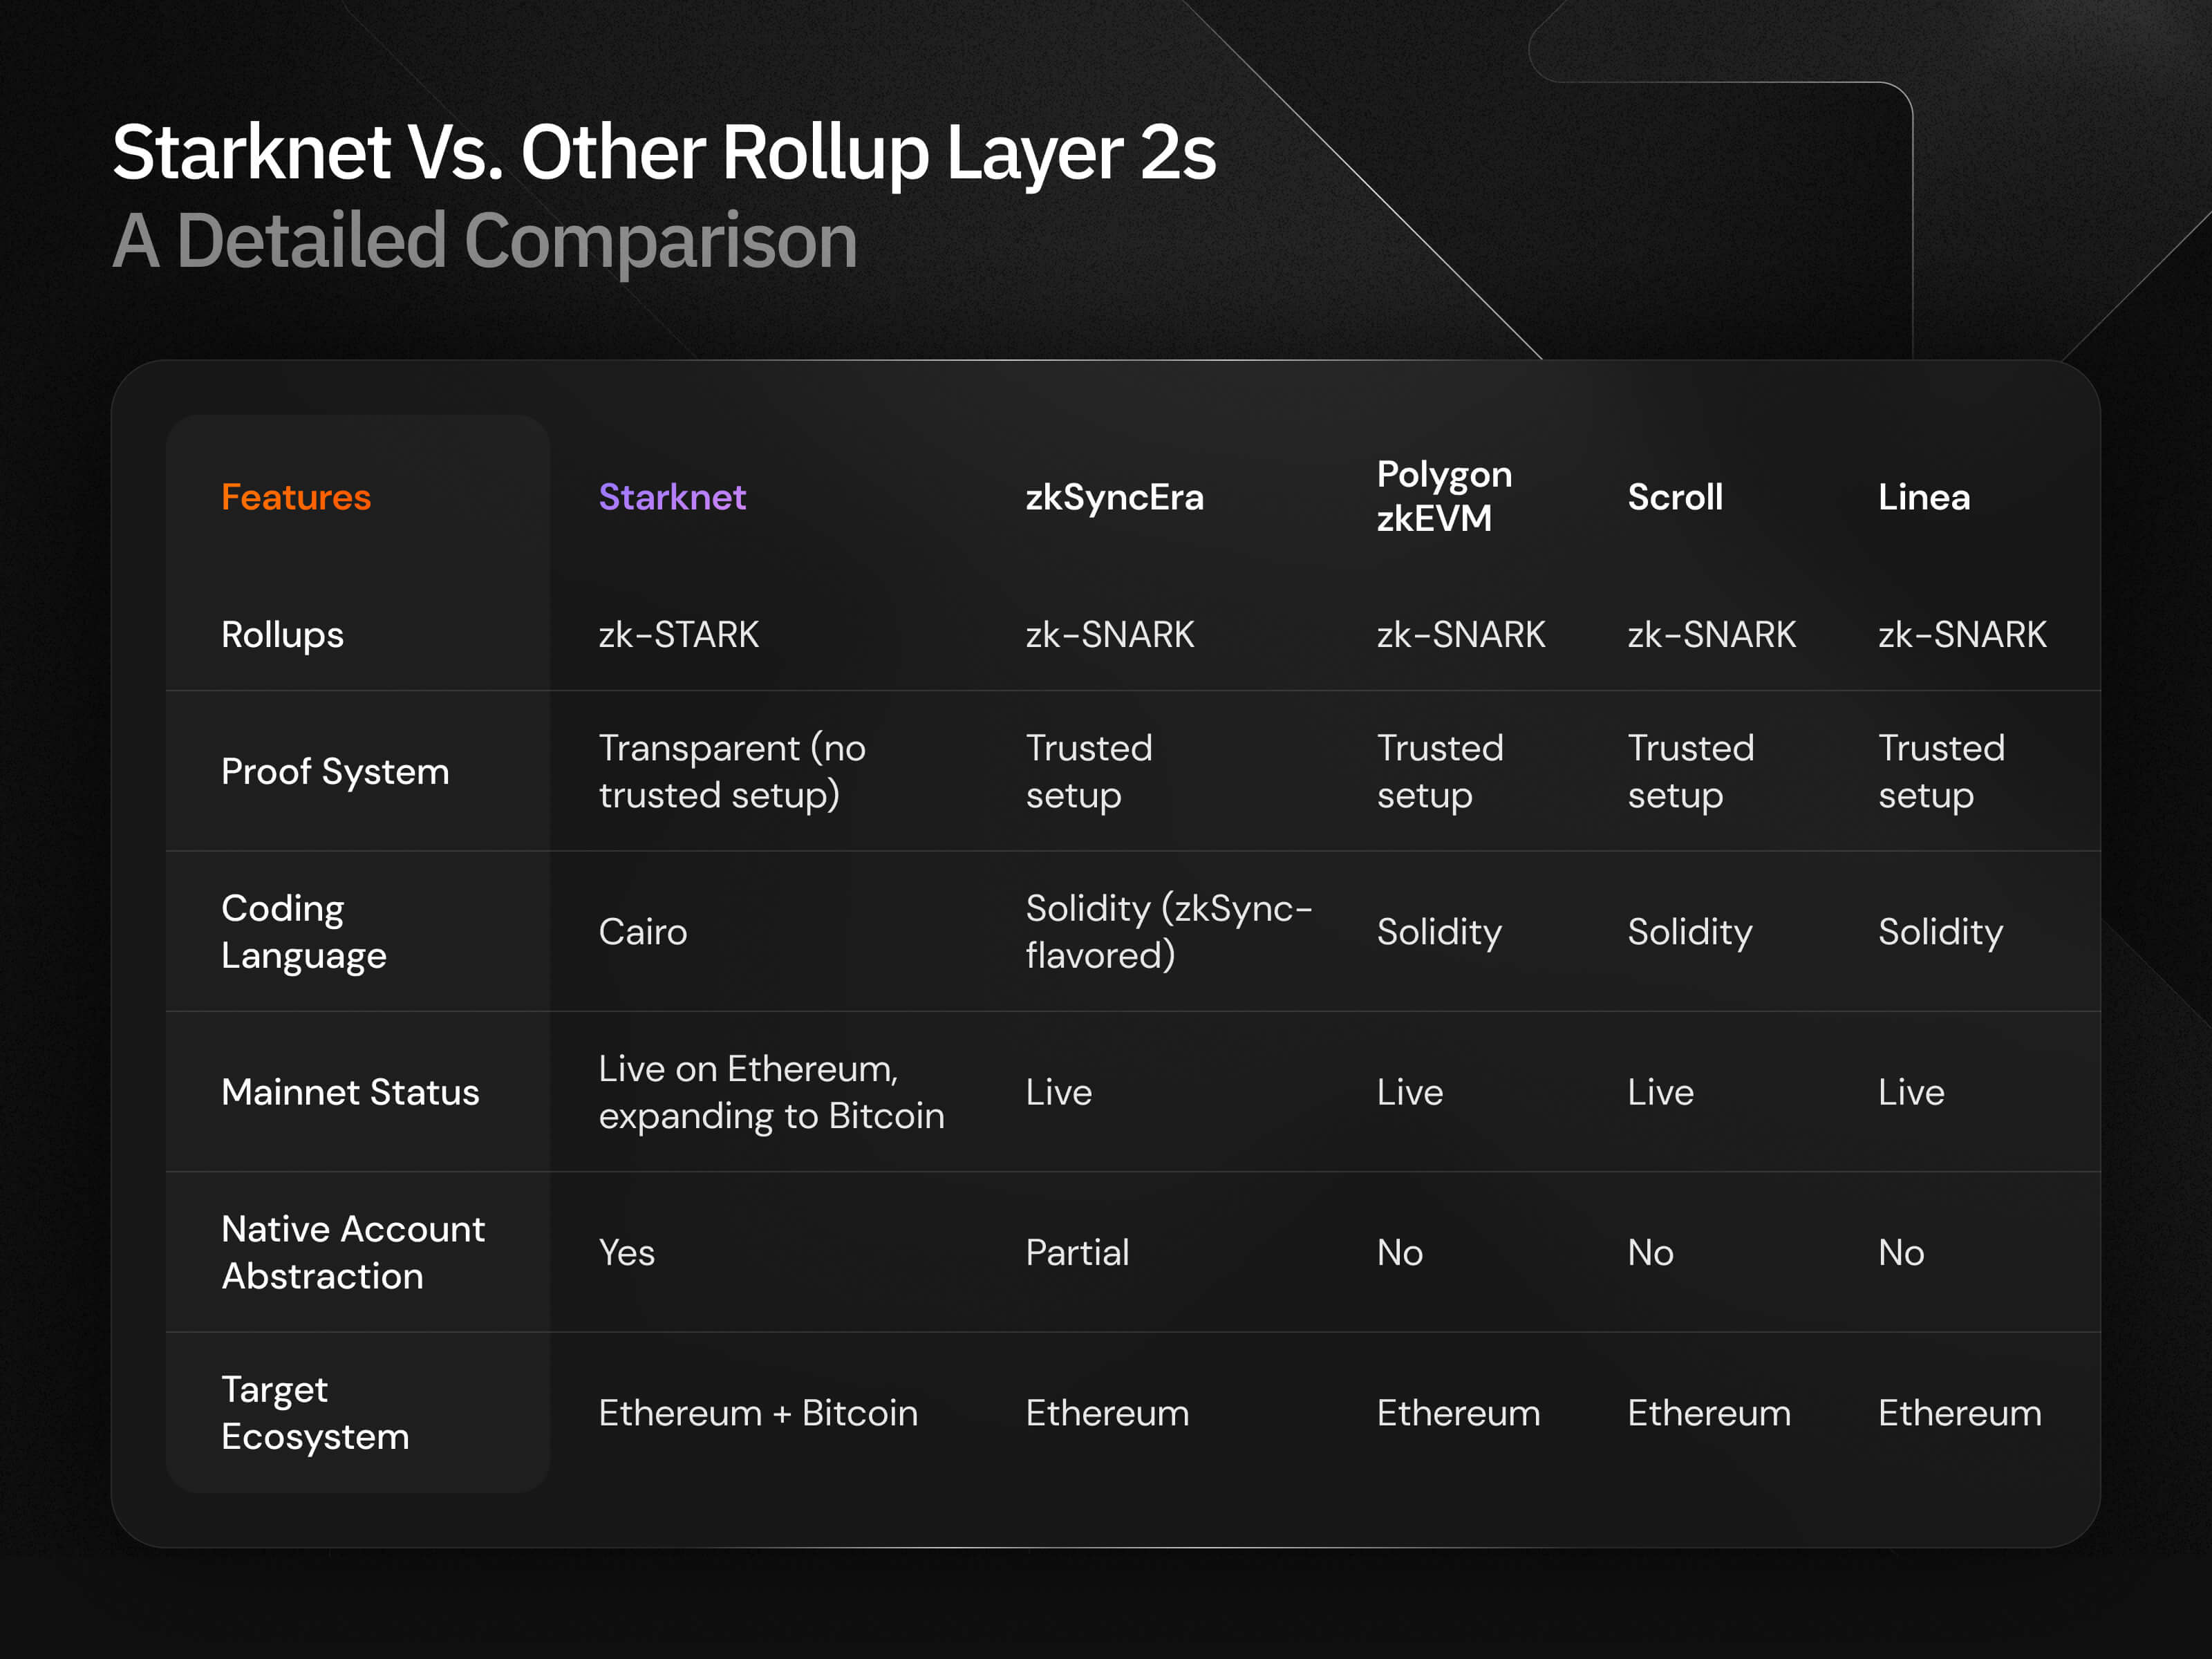 Starknet Vs. Other Rollup Layer 2s
A Detailed Comparison
Features
Starknet
zkSyncEra
Polygon
zkEVM
Scroll
Linea
Rollups
zk-STARK
zk-SNARK
zk-SNARK
zk-SNARK
zk-SNARK
Proof System
Transparent (no
trusted setup)
Trusted
setup
Trusted
setup
Trusted
setup
Trusted
setup
Coding
Language
Cairo
Solidity (zkSync-
flavored)
Solidity
Solidity
Solidity
Mainnet Status
Live on Ethereum,
expanding to Bitcoin
Live
Live
Live
Live
Native Account
Abstraction
Yes
Partial
No
No
No
Target
Ecosystem
Ethereum + Bitcoin
Ethereum
Ethereum
Ethereum
Ethereum